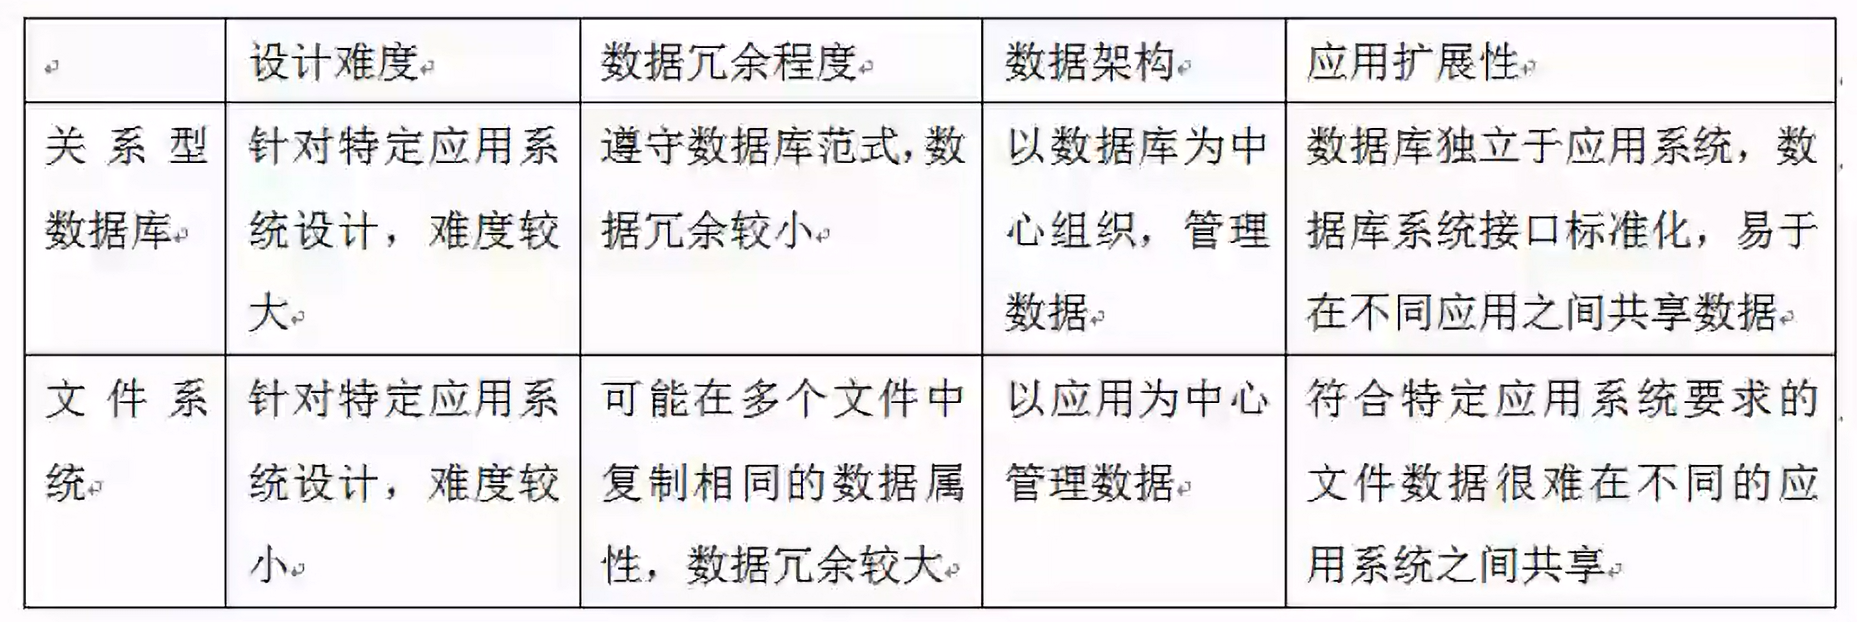 设计难度
数据冗余程度
数据架构
应用扩展性
关系型
数据库
针对特定应用系
统设计，难度较
大
遵守数据库范式，数
据冗余较小
以数据库为中
心组织，管理
数据
数据库独立于应用系统，数
据库系统接口标准化，易于
在不同应用之间共享数据
文件系
统
针对特定应用系
统设计，难度较
小
可能在多个文件中
复制相同的数据属
性，数据冗余较大
以应用为中心
管理数据
符合特定应用系统要求的
文件数据很难在不同的应
用系统之间共享